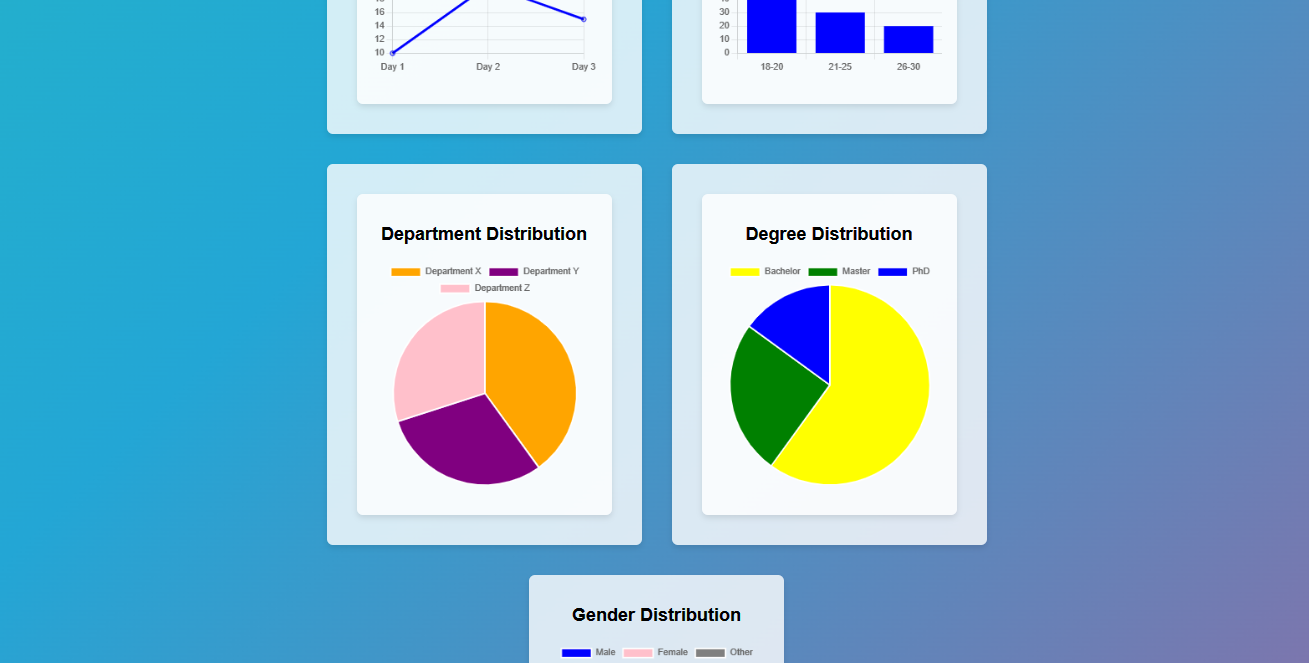 16
14
12
10
Day 1 Day 2 Day 3
30
20
10
0
18-20 21-25 26-30
Department Distribution
Department X Department Y
Department Z
Degree Distribution
Bachelor Master PhD
Gender Distribution
Male Female Other